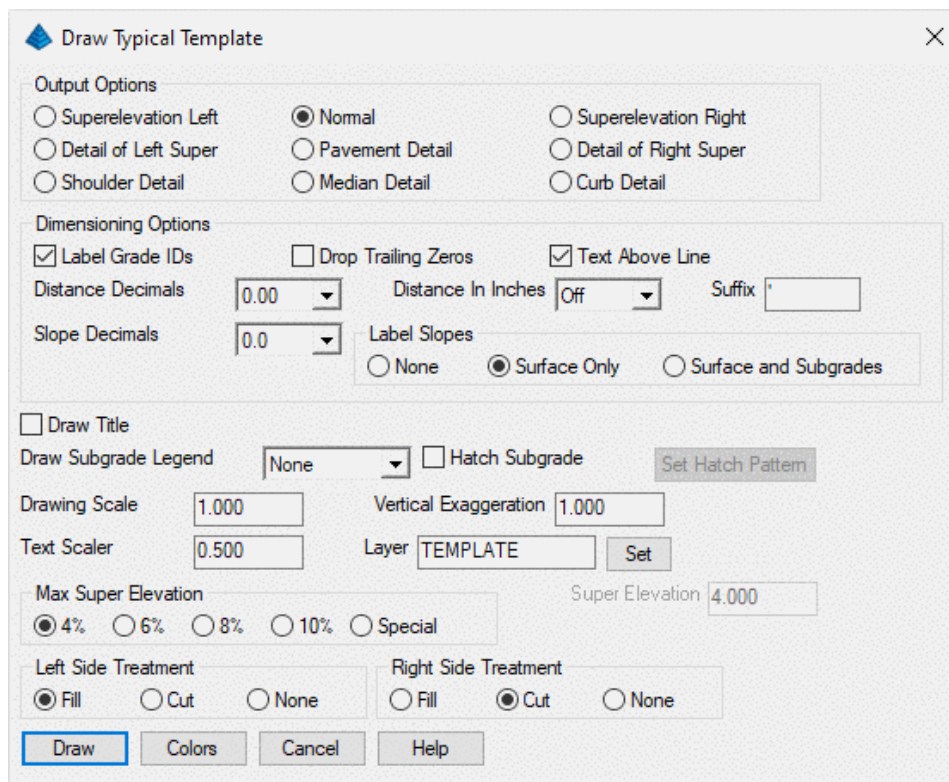 Draw Typical Template
Output Options
Superelevation Left Normal Superelevation Right
Detail of Left Super Pavement Detail Detail of Right Super
Shoulder Detail Median Detail Curb Detail
Dimensioning Options
Label Grade IDs Drop Trailing Zeros Text Above Line
Distance Decimals 0.00 Distance In Inches Off Suffix '
Slope Decimals 0.0 Label Slopes
None Surface Only Surface and Subgrades
Draw Title
Draw Subgrade Legend None Hatch Subgrade Set Hatch Pattern
Drawing Scale 1.000 Vertical Exaggeration 1.000
Text Scaler 0.500 Layer TEMPLATE Set
Max Super Elevation Super Elevation 4.000
4% 6% 8% 10% Special
Left Side Treatment Right Side Treatment
Fill Cut None Fill Cut None
Draw Colors Cancel Help